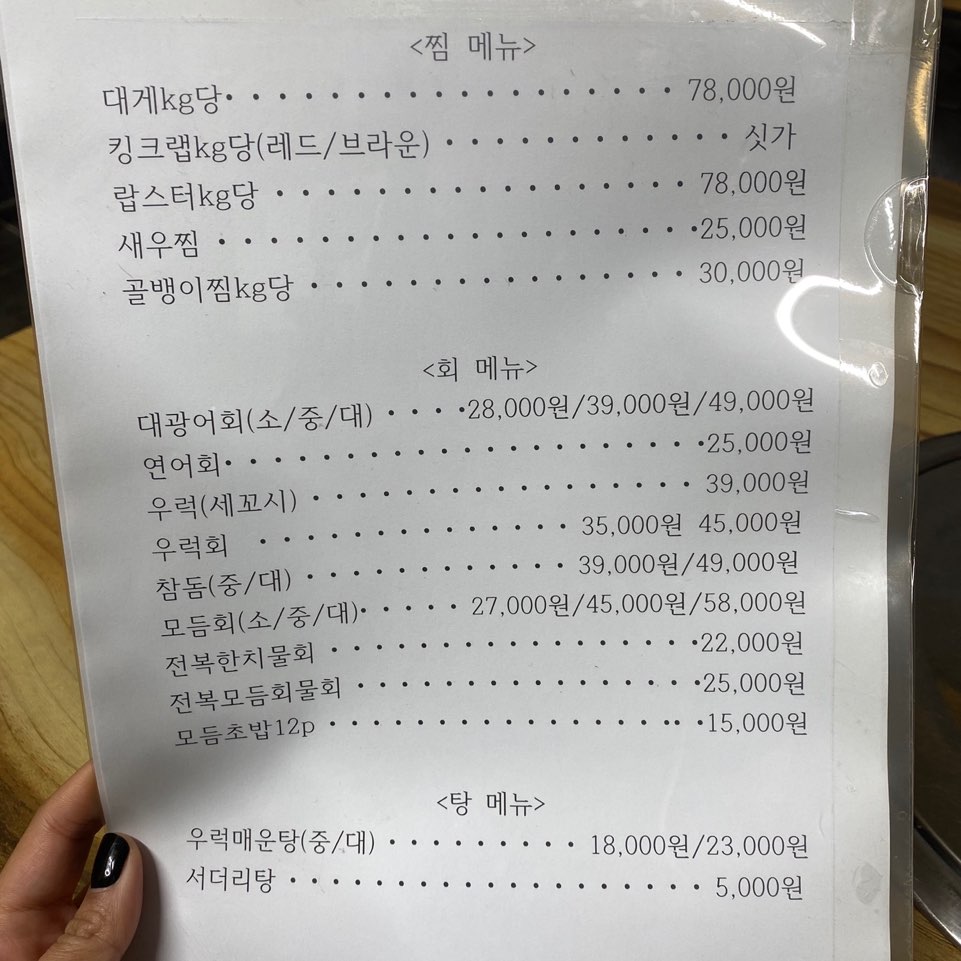 <찜 메뉴>
대게kg당・・・・・・・・・・・・・・・・・・・ 78,000원
킹크랩kg당(레드/브라운) ・・・・・・・・・・・・ 싯가
랍스터kg당 ・・・・・・・・・・・・・・・・・ 78,000원
새우찜 ・・・・・・・・・・・・・・・・・・・・25,000원
골뱅이찜kg당 ・・・・・・・・・・・・・・・・ 30,000원
<회 메뉴>
대광어회(소/중/대) ・・・・28,000원/39,000원/49,000원
연어회・・・・・・・・・・・・・・・・・・・・25,000원
우럭(세꼬시) ・・・・・・・・・・・・・・・・ 39,000원
우럭회 ・・・・・・・・・・・・・ 35,000원 45,000원
참돔(중/대) ・・・・・・・・・・・ 39,000원/49,000원
모듬회(소/중/대)・・・・・ 27,000원/45,000원/58,000원
전복한치물회 ・・・・・・・・・・・・・・・・22,000원
전복모듬회물회 ・・・・・・・・・・・・・・・25,000원
모듬초밥12p ・・・・・・・・・・・・・・・・・・15,000원
<탕 메뉴>
우럭매운탕(중/대) ・・・・・・・・・ 18,000원/23,000원
서더리탕 ・・・・・・・・・・・・・・・・・・・ 5,000원